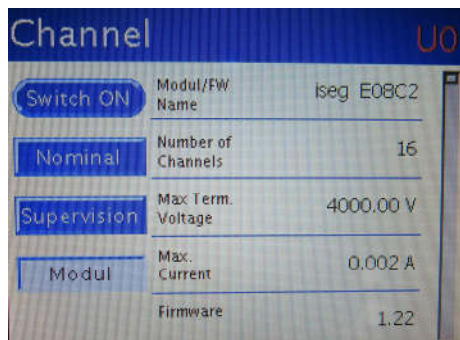 Channel
U0
Switch ON
Modul/FW
Name
iseg E08C2
Nominal
Number of
Channels
16
Supervision
Max Term.
Voltage
4000.00 V
Modul
Max.
Current
0.002 A
Firmware
1.22